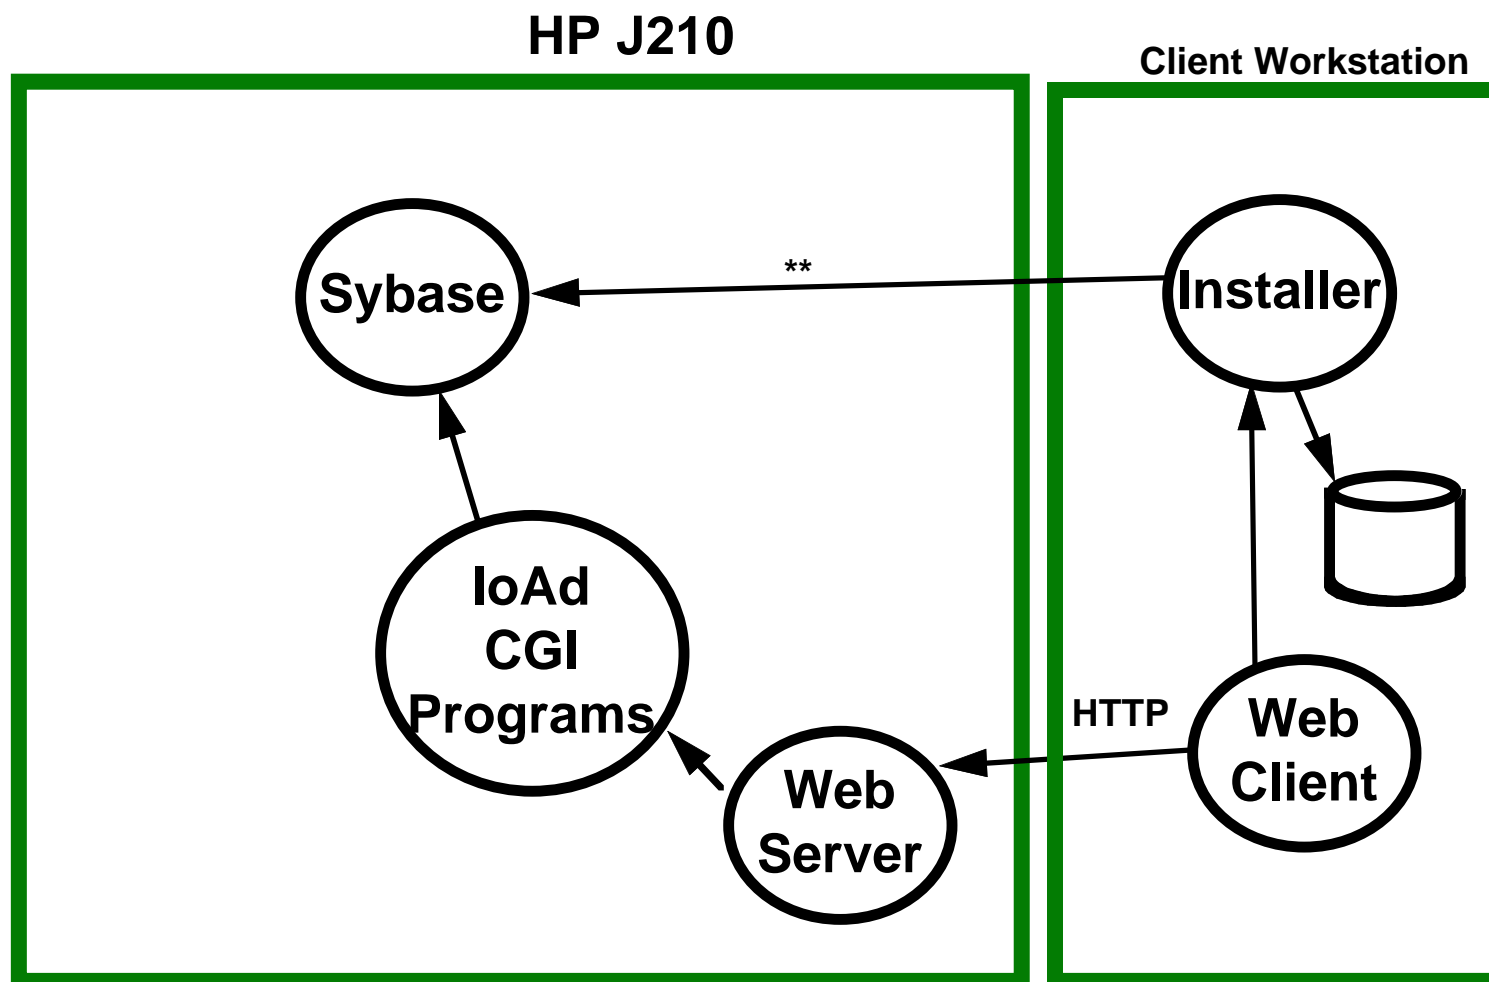 HP J210
Client Workstation
**
Sybase
Installer
IoAd
CGI
Programs
HTTP
Web
Client
Web
Server